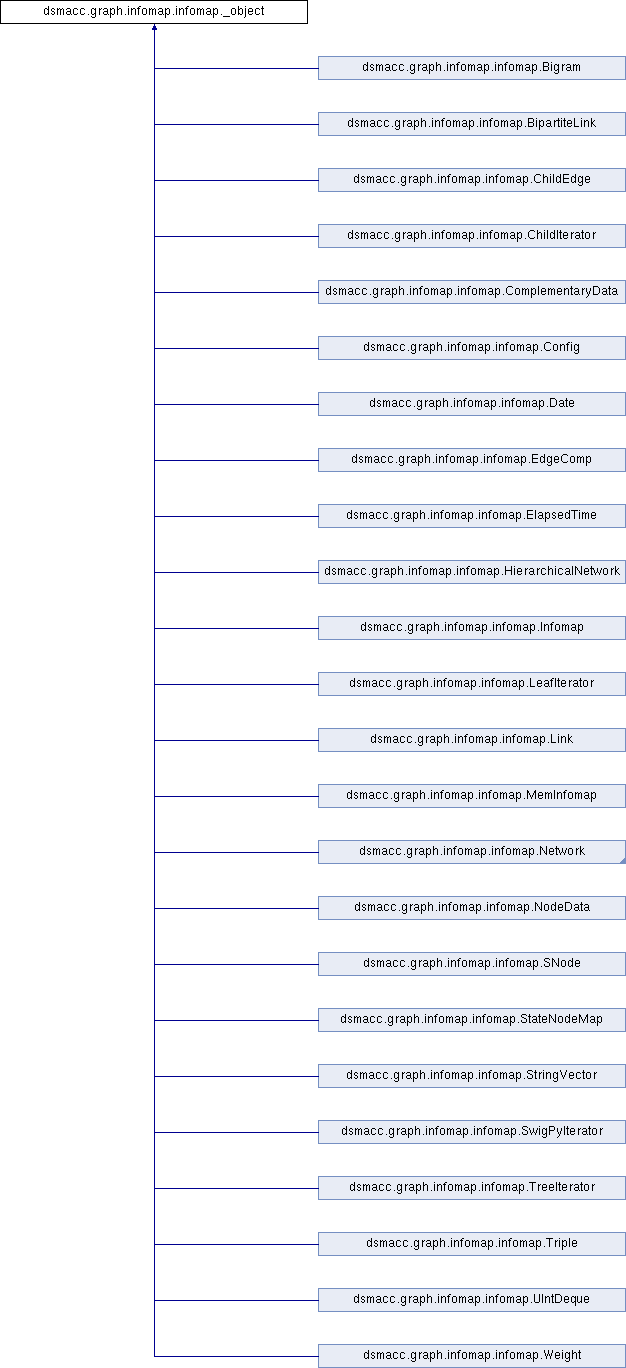 dsmacc.graph.infomap.infomap._object
dsmacc.graph.infomap.infomap.Bigram
dsmacc.graph.infomap.infomap.BipartiteLink
dsmacc.graph.infomap.infomap.ChildEdge
dsmacc.graph.infomap.infomap.ChildIterator
dsmacc.graph.infomap.infomap.ComplementaryData
dsmacc.graph.infomap.infomap.Config
dsmacc.graph.infomap.infomap.Date
dsmacc.graph.infomap.infomap.EdgeComp
dsmacc.graph.infomap.infomap.ElapsedTime
dsmacc.graph.infomap.infomap.HierarchicalNetwork
dsmacc.graph.infomap.infomap.Infomap
dsmacc.graph.infomap.infomap.LeafIterator
dsmacc.graph.infomap.infomap.Link
dsmacc.graph.infomap.infomap.MemInfomap
dsmacc.graph.infomap.infomap.Network
dsmacc.graph.infomap.infomap.NodeData
dsmacc.graph.infomap.infomap.SNode
dsmacc.graph.infomap.infomap.StateNodeMap
dsmacc.graph.infomap.infomap.StringVector
dsmacc.graph.infomap.infomap.SwigPyIterator
dsmacc.graph.infomap.infomap.TreeIterator
dsmacc.graph.infomap.infomap.Triple
dsmacc.graph.infomap.infomap.UIntDeque
dsmacc.graph.infomap.infomap.Weight